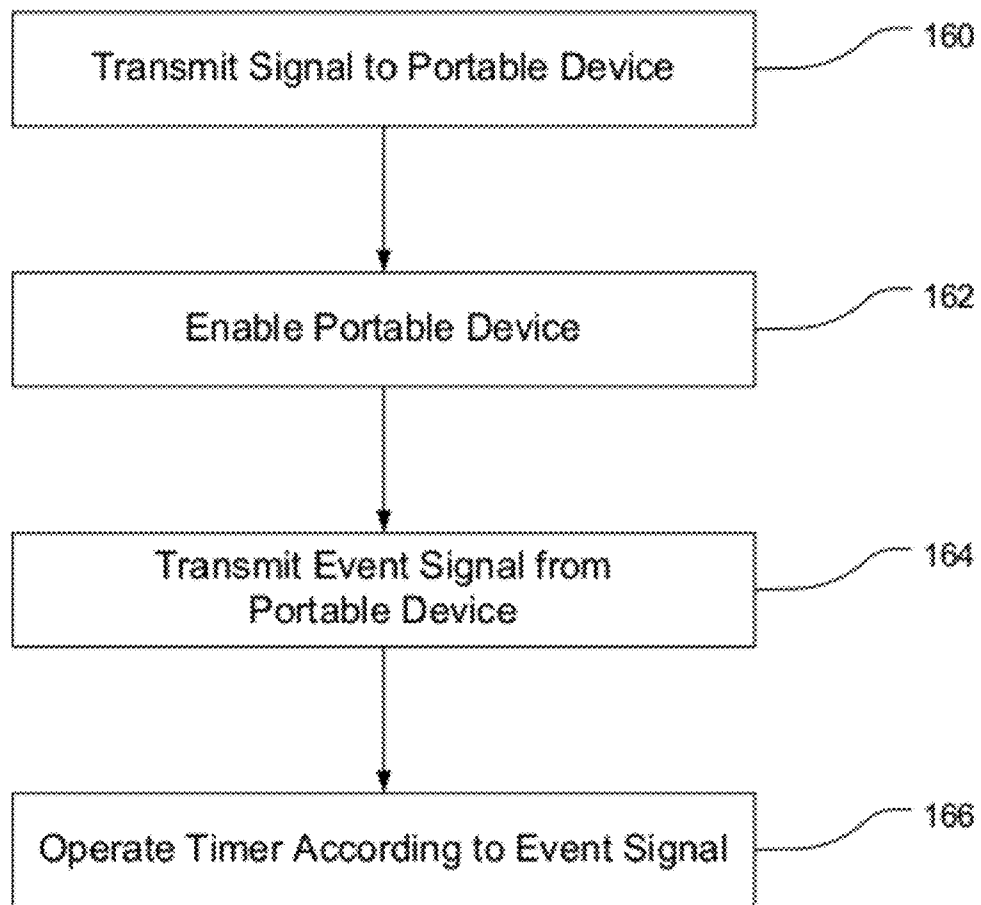 Transmit Signal to Portable Device
160
Enable Portable Device
162
Transmit Event Signal from
Portable Device
164
Operate Timer According to Event Signal
166